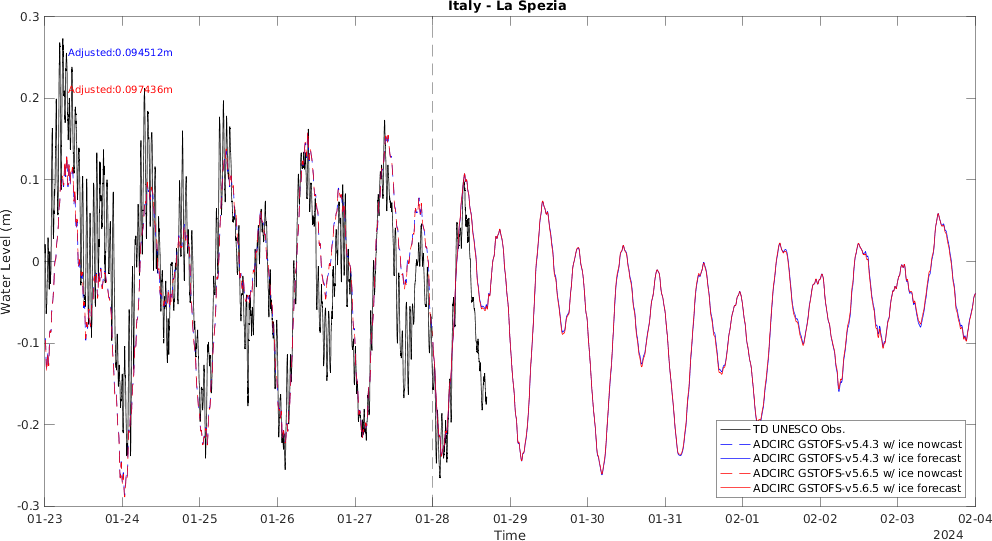 Italy - La Spezia
Water Level (m)
0.3
0.2
0.1
0
-0.1
-0.2
-0.3
Adjusted:0.094512m
Adjusted:0.097436m
TD UNESCO Obs.
ADCIRC GSTOFS-v5.4.3 w/ ice nowcast
ADCIRC GSTOFS-v5.4.3 w/ ice forecast
ADCIRC GSTOFS-v5.6.5 w/ ice nowcast
ADCIRC GSTOFS-v5.6.5 w/ ice forecast
01-23 01-24 01-25 01-26 01-27 01-28 01-29 01-30 01-31 02-01 02-02 02-03 02-04
Time
2024